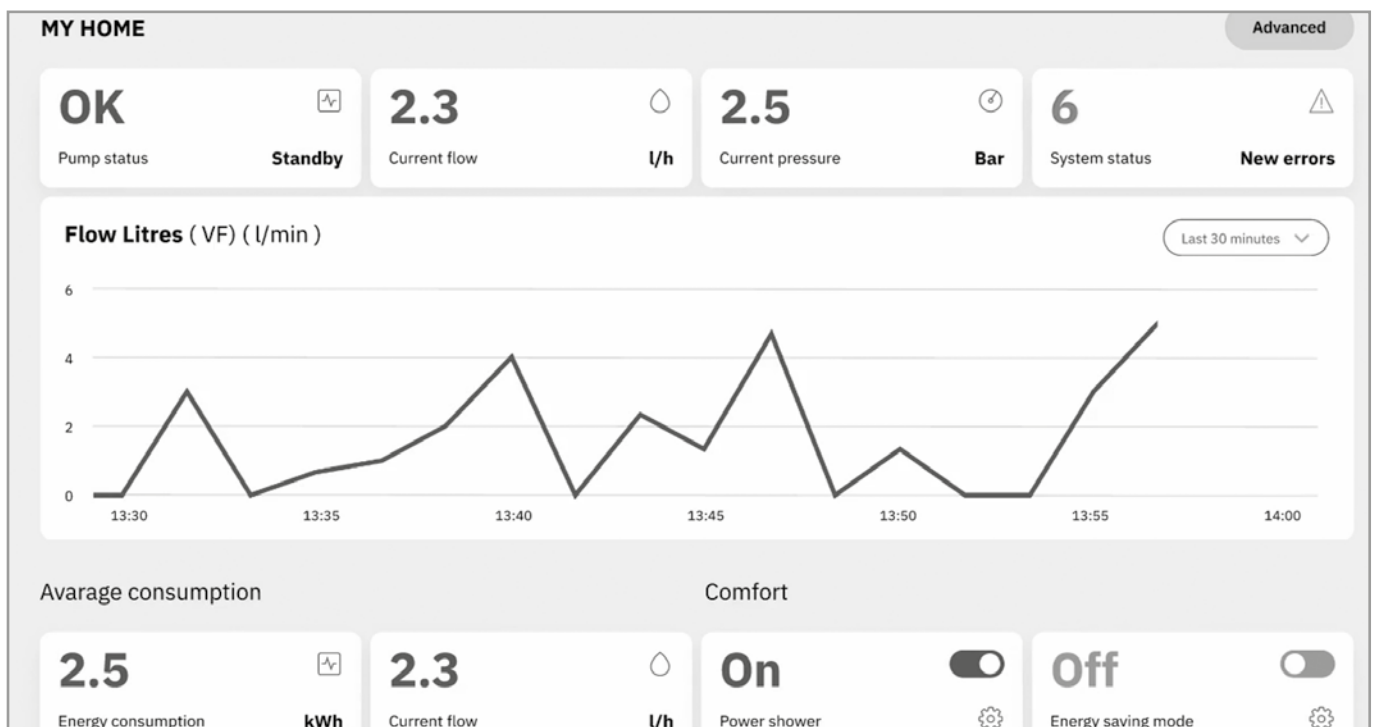 MY HOME
Advanced
OK
Pump status Standby
2.3
Current flow l/h
2.5
Current pressure Bar
6
System status New errors
Flow Litres ( VF) ( l/min )
Last 30 minutes
6
4
2
0
13:30 13:35 13:40 13:45 13:50 13:55 14:00
Avarage consumption
Comfort
2.5
Energy consumption kWh
2.3
Current flow l/h
On
Power shower
Off
Energy saving mode